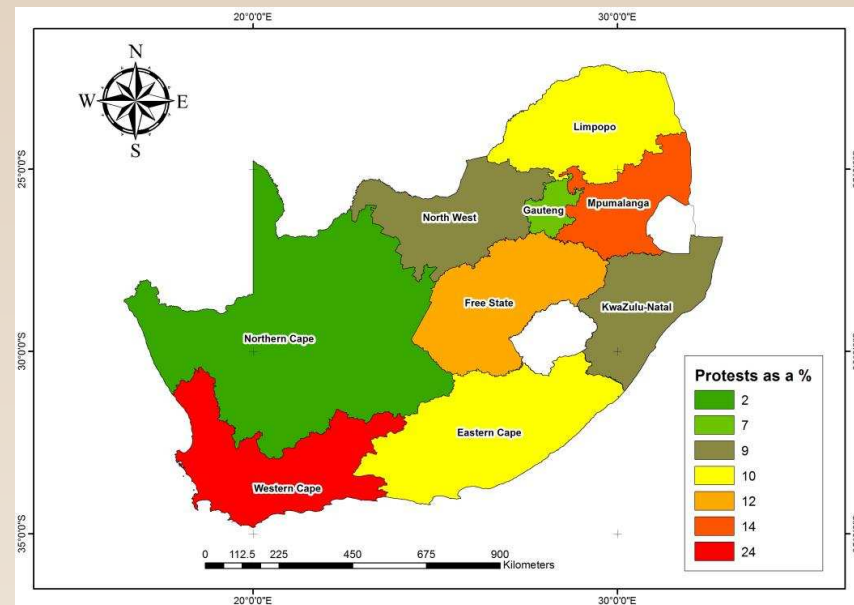 20°0'0"E 30°0'0"E
N
W E
S
Limpopo
25°0'0"S
North West
Gauteng
Mpumalanga
Free State
KwaZulu-Natal
Northern Cape
30°0'0"S
Eastern Cape
Western Cape
35°0'0"S
Protests as a %
2
7
9
10
12
14
24
0 112.5 225 450 675 900
Kilometers
20°0'0"E 30°0'0"E